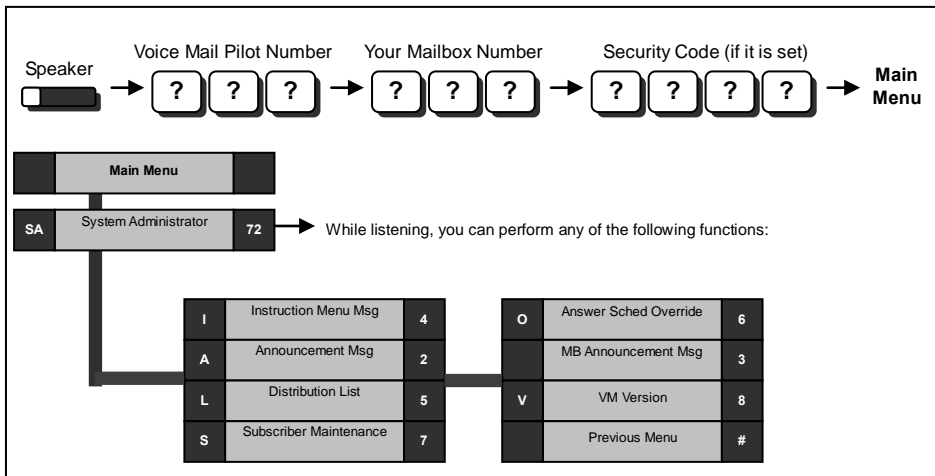 Voice Mail Pilot Number Your Mailbox Number Security Code (if it is set)
Speaker
? ? ? ? ? ? ? ? ? ?
Main
Menu
Main Menu
SA System Administrator 72
While listening, you can perform any of the following functions:
I Instruction Menu Msg 4
A Announcement Msg 2
L Distribution List 5
S Subscriber Maintenance 7
O Answer Sched Override 6
MB Announcement Msg 3
V VM Version 8
Previous Menu #